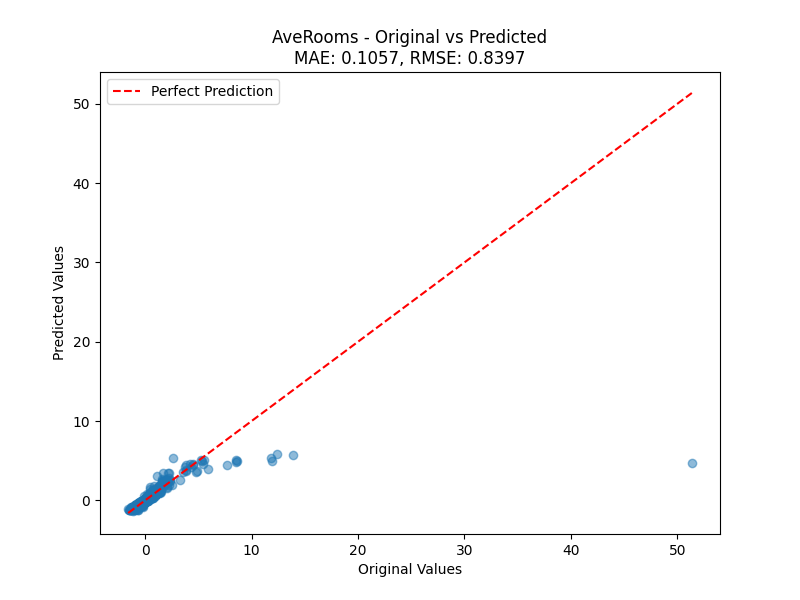 AveRooms - Original vs Predicted
MAE: 0.1057, RMSE: 0.8397
Perfect Prediction
50
40
30
20
10
0
Predicted Values
0 10 20 30 40 50
Original Values